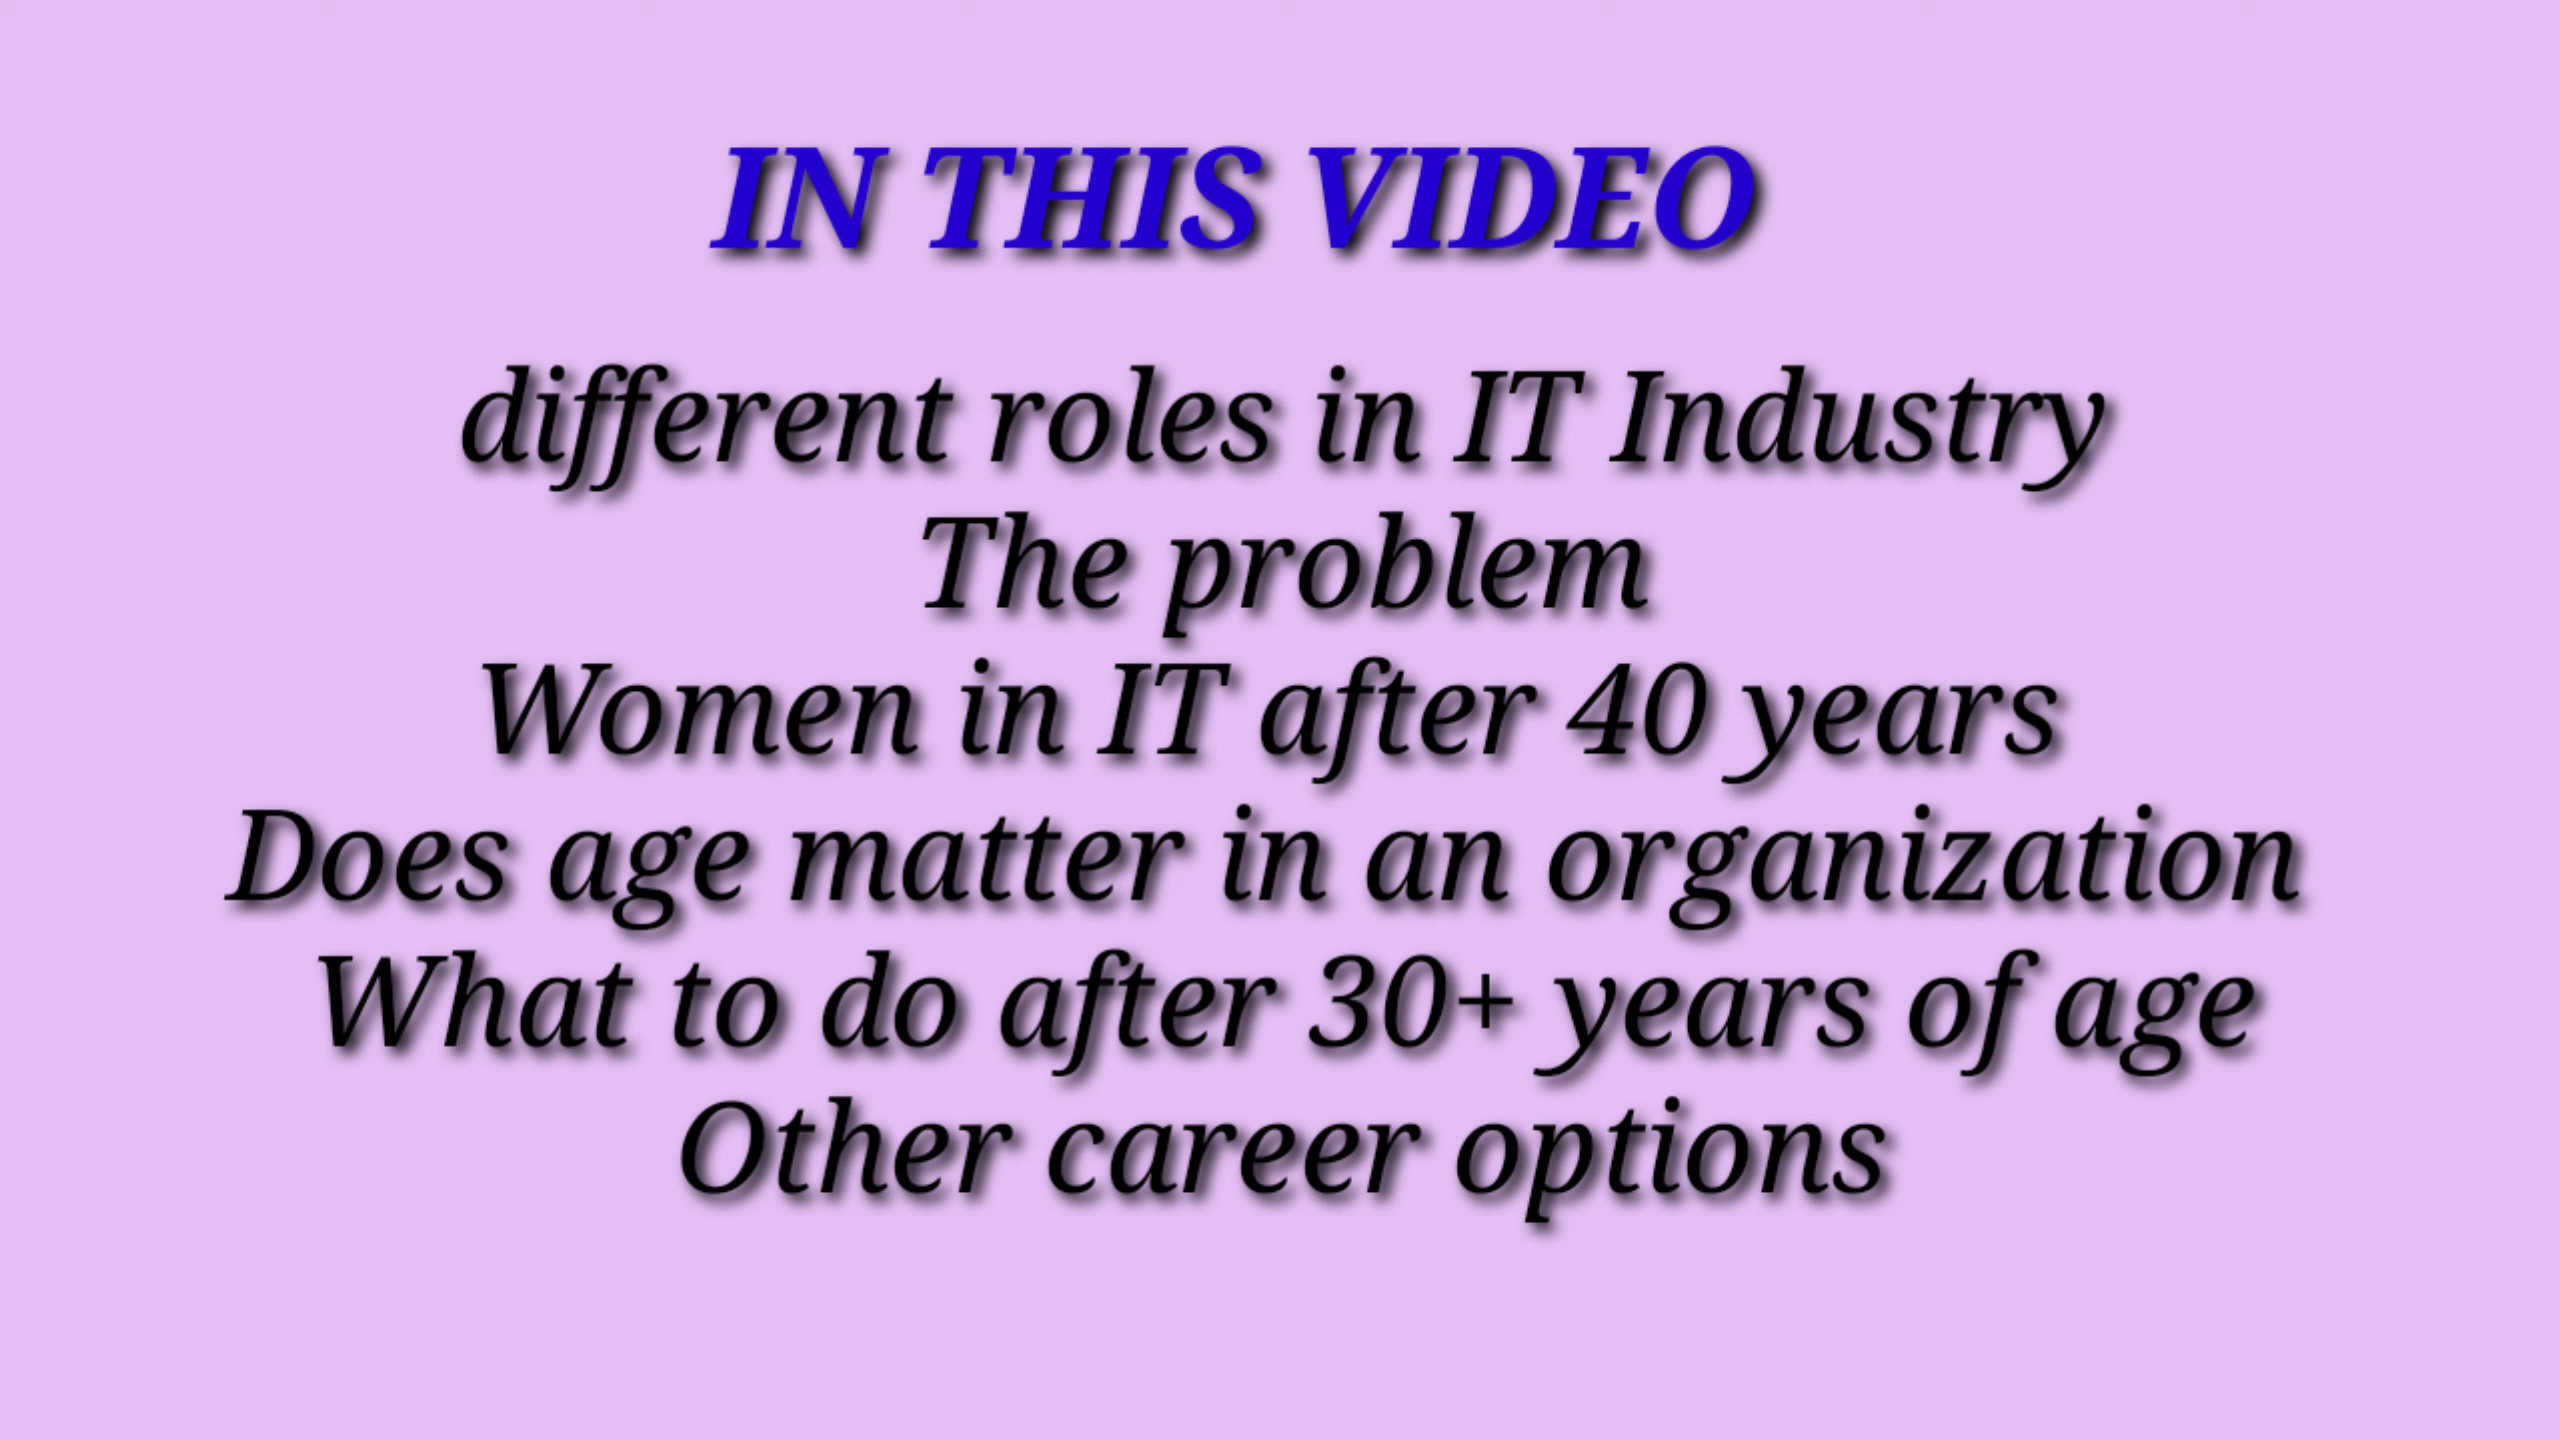 IN THIS VIDEO
different roles in IT Industry
The problem
Women in IT after 40 years
Does age matter in an organization
What to do after 30+ years of age
Other career options